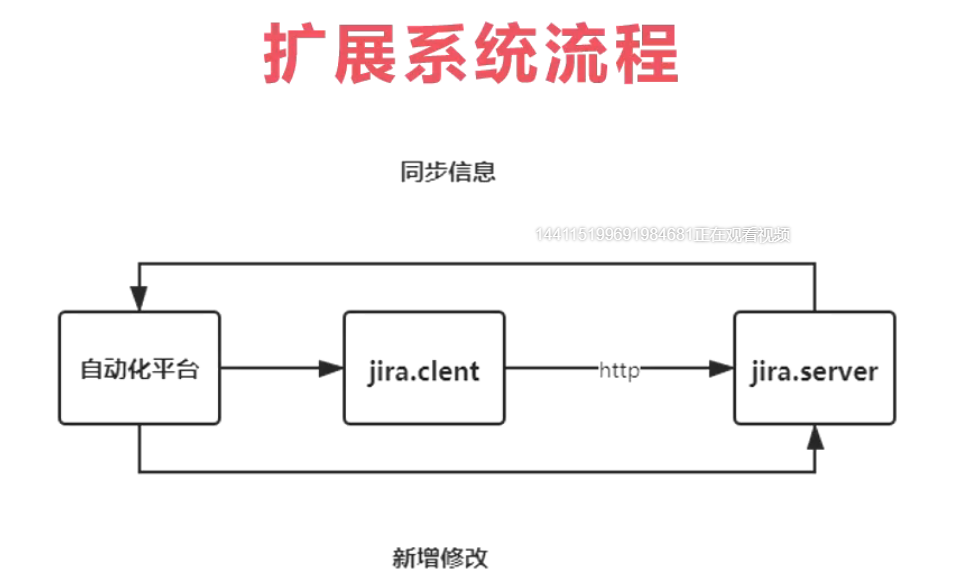 扩展系统流程
同步信息
144115199691984681正在观看视频
自动化平台
jira.clent
http
jira.server
新增修改